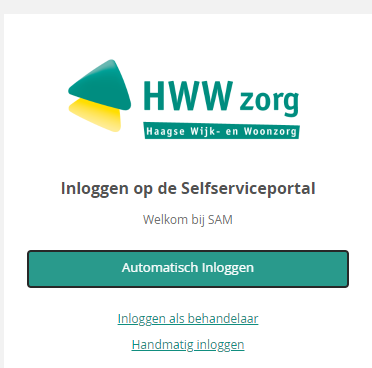 HWW zorg
Haagse Wijk- en Woonzorg
Inloggen op de Selfserviceportal
Welkom bij SAM
Automatisch Inloggen
Inloggen als behandelaar
Handmatig inloggen